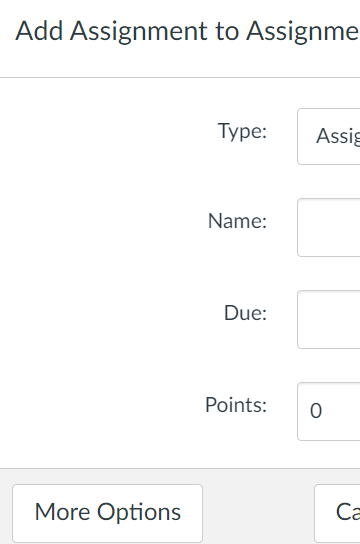 Add Assignment to Assignme
Type: Assig
Name:
Due:
Points: 0
More Options Ca